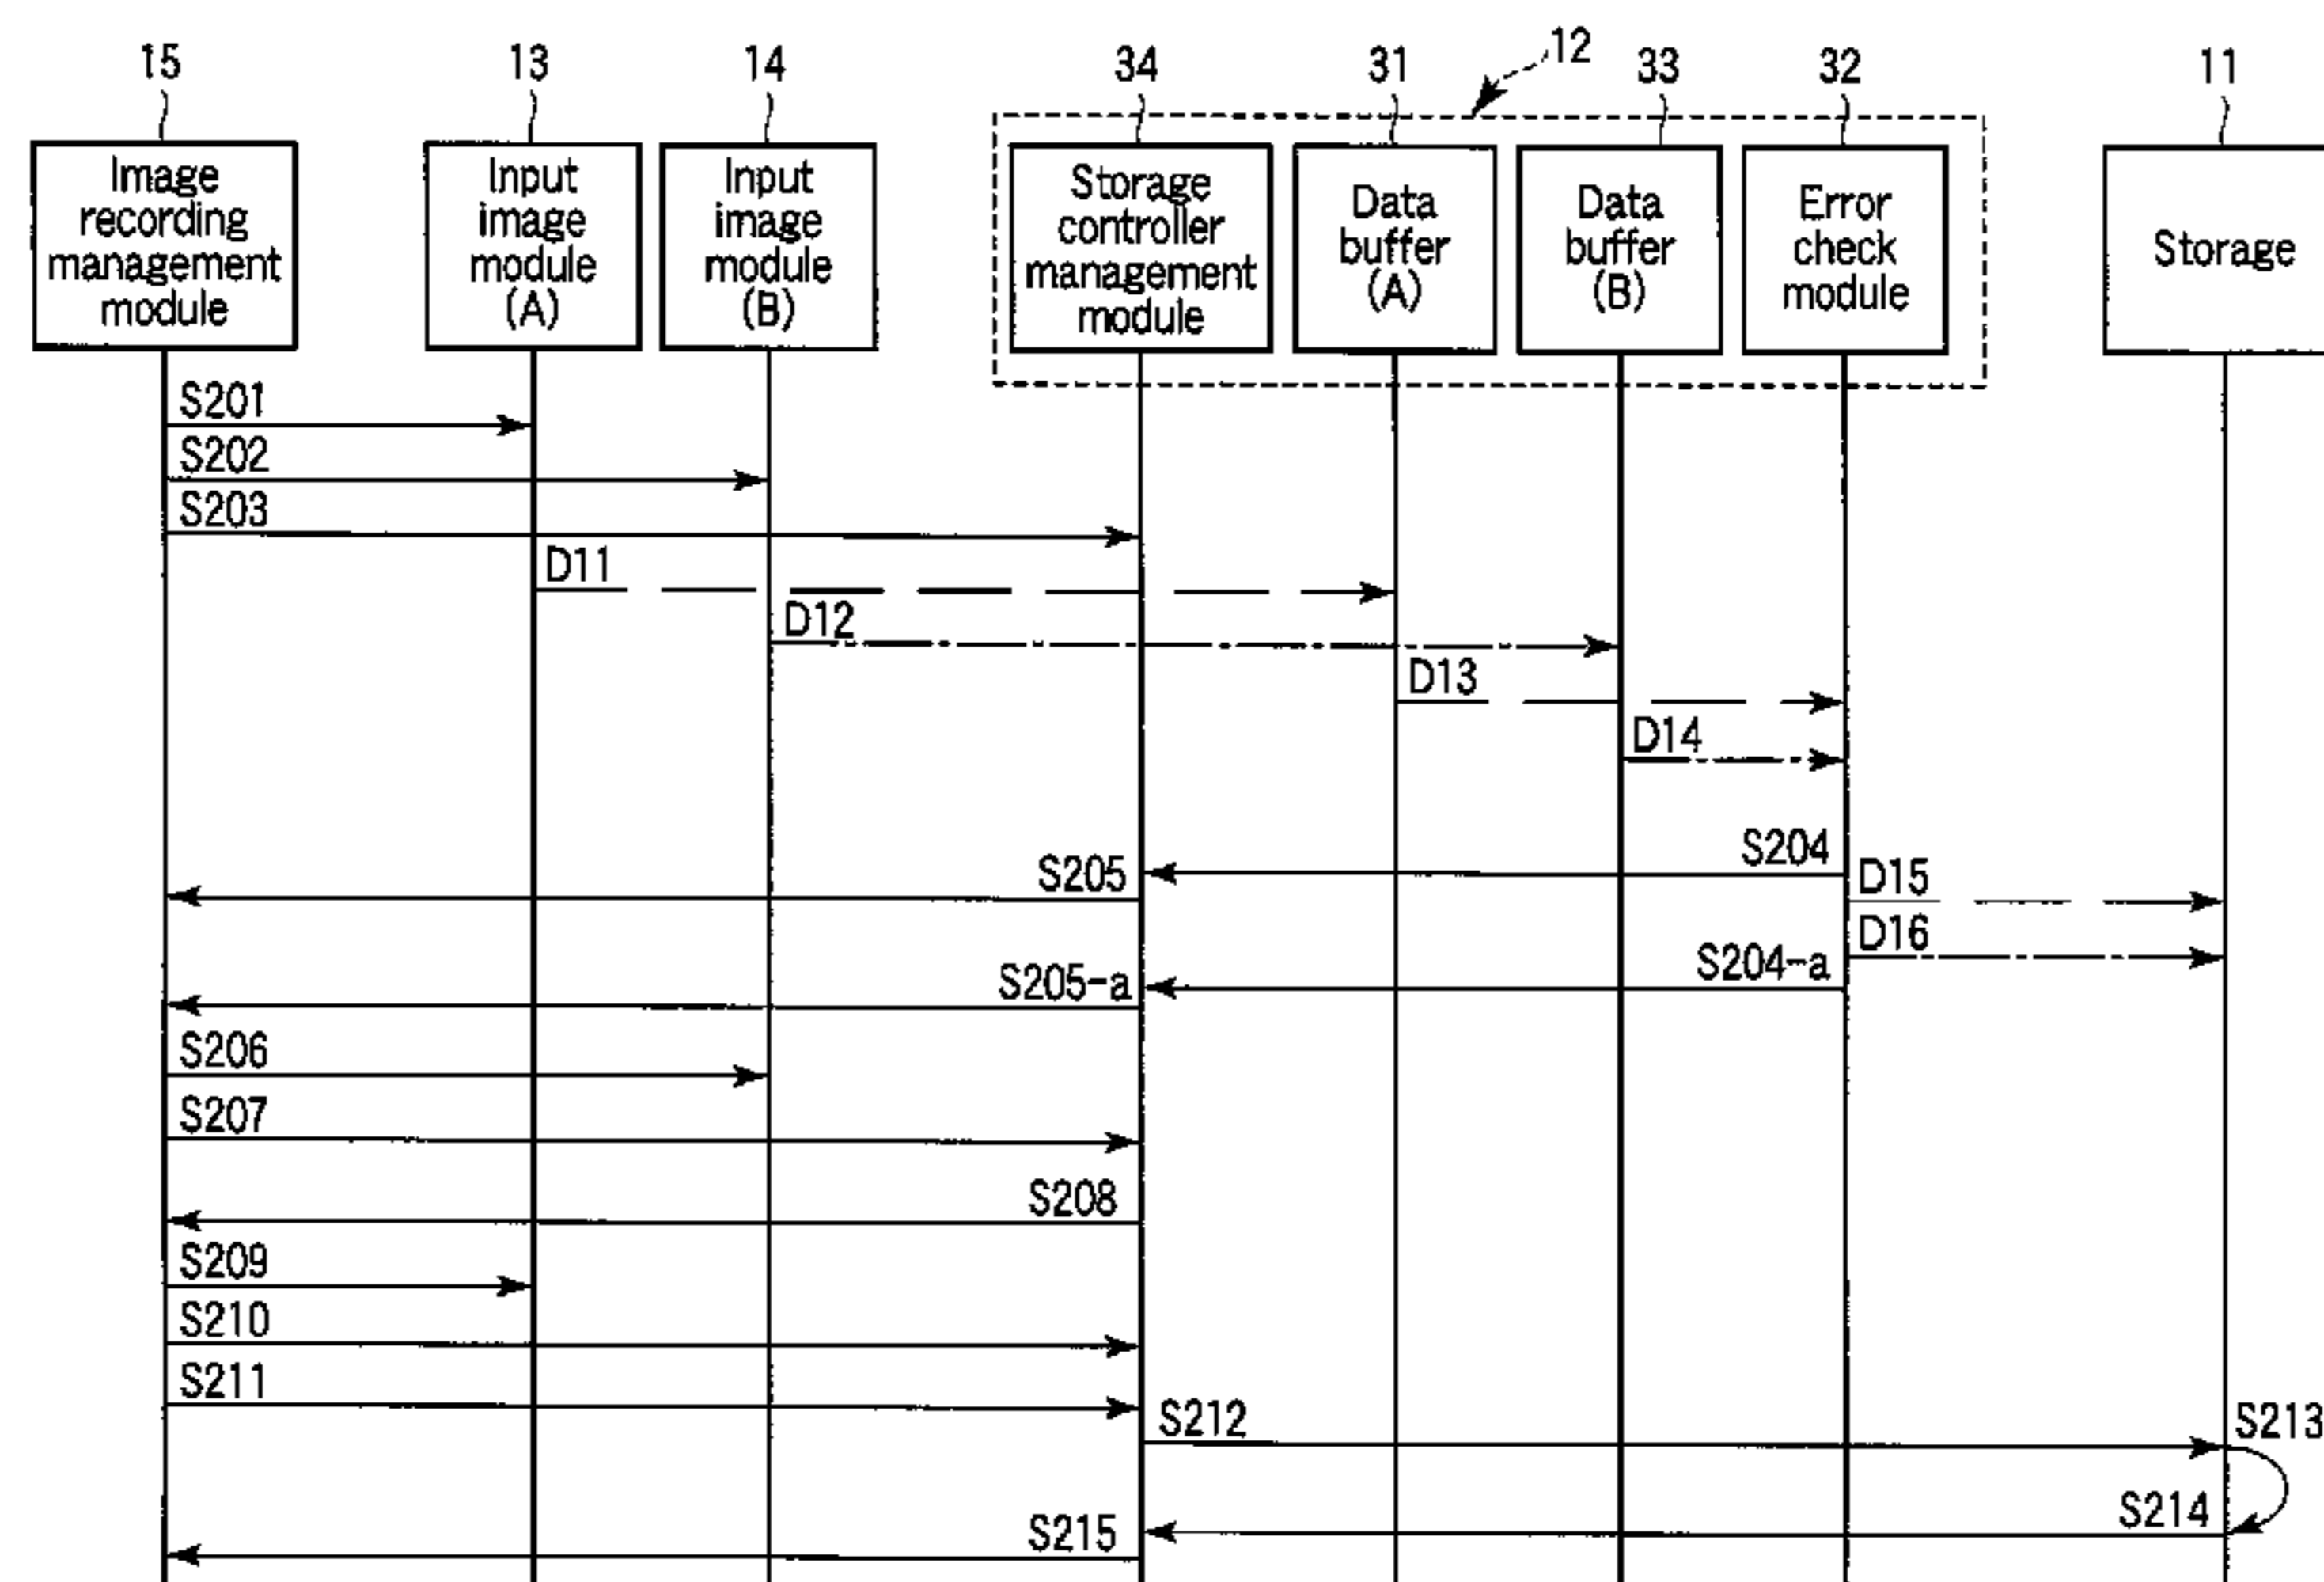 15
13
14
34
31
12
33
32
11
Image
recording
management
module
Input
image
module
(A)
Input
image
module
(B)
Storage
controller
management
module
Data
buffer
(A)
Data
buffer
(B)
Error
check
module
Storage
S201
S202
S203
D11
D12
D13
D14
S204
S205
D15
D16
S204-a
S205-a
S206
S207
S208
S209
S210
S211
S212
S213
S214
S215